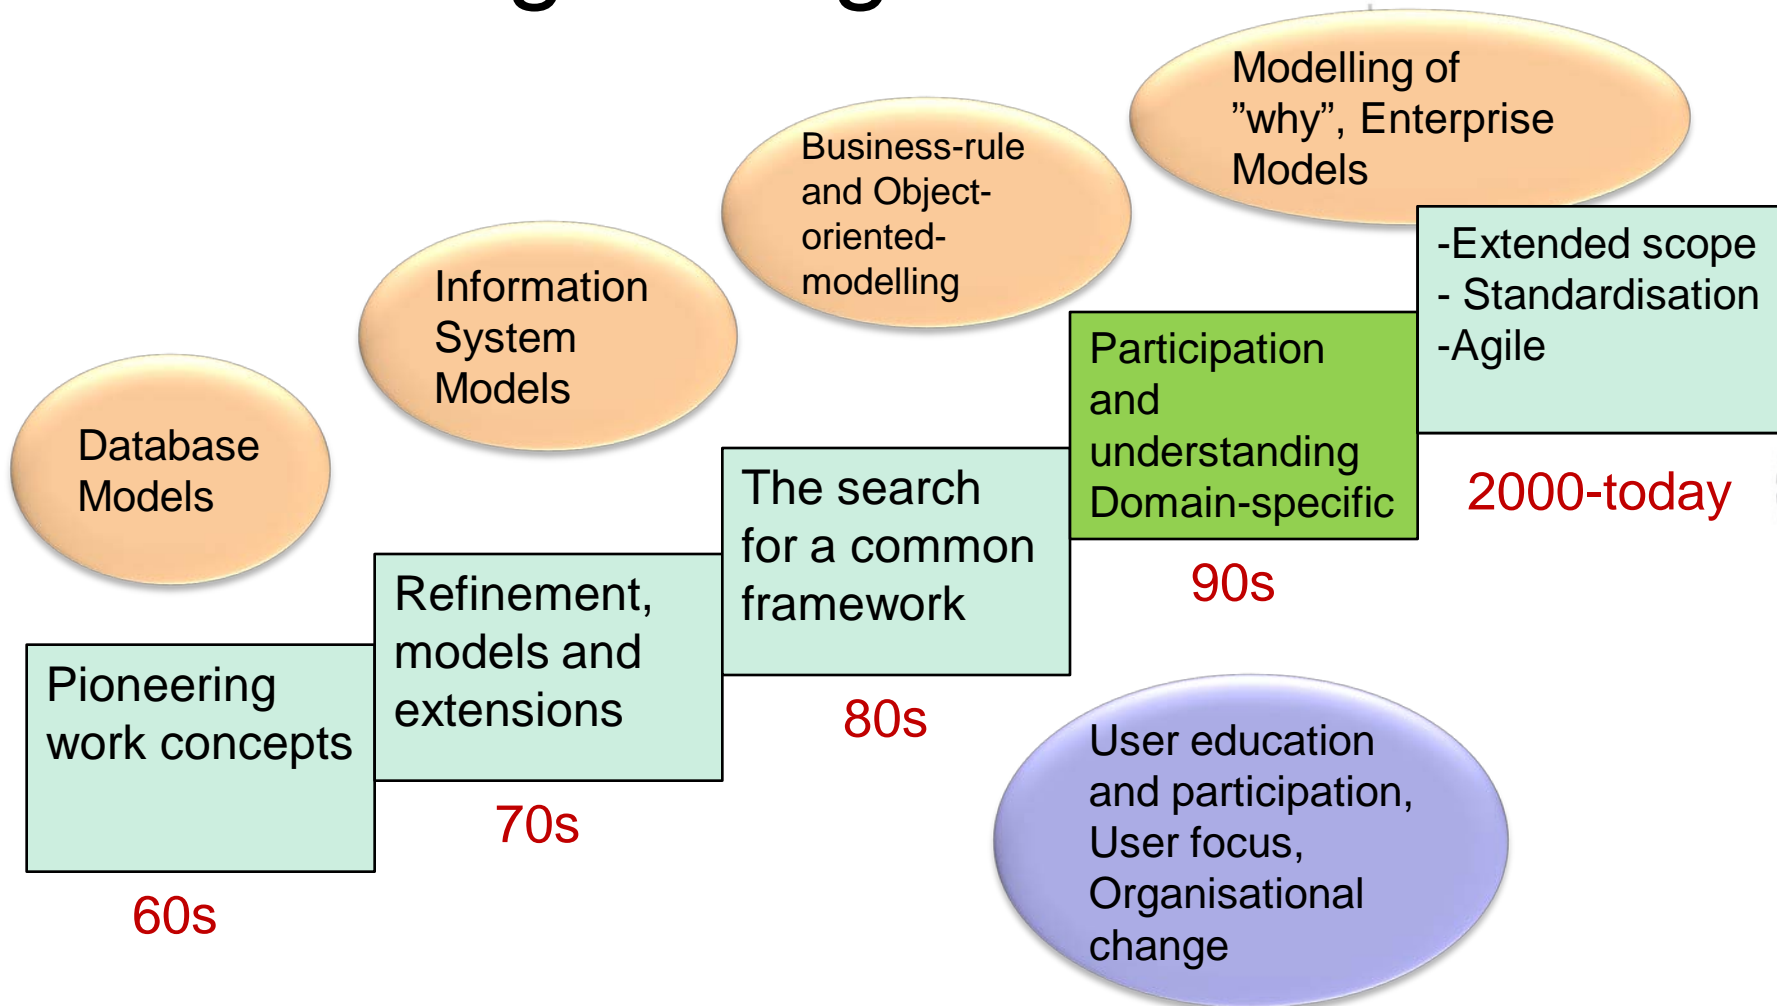 Modelling of
”why”, Enterprise
Models
Business-rule
and Object-
oriented-
modelling
Information
System
Models
Database
Models
-Extended scope
- Standardisation
-Agile
2000-today
Participation
and
understanding
Domain-specific
90s
The search
for a common
framework
80s
Refinement,
models and
extensions
70s
Pioneering
work concepts
60s
User education
and participation,
User focus,
Organisational
change